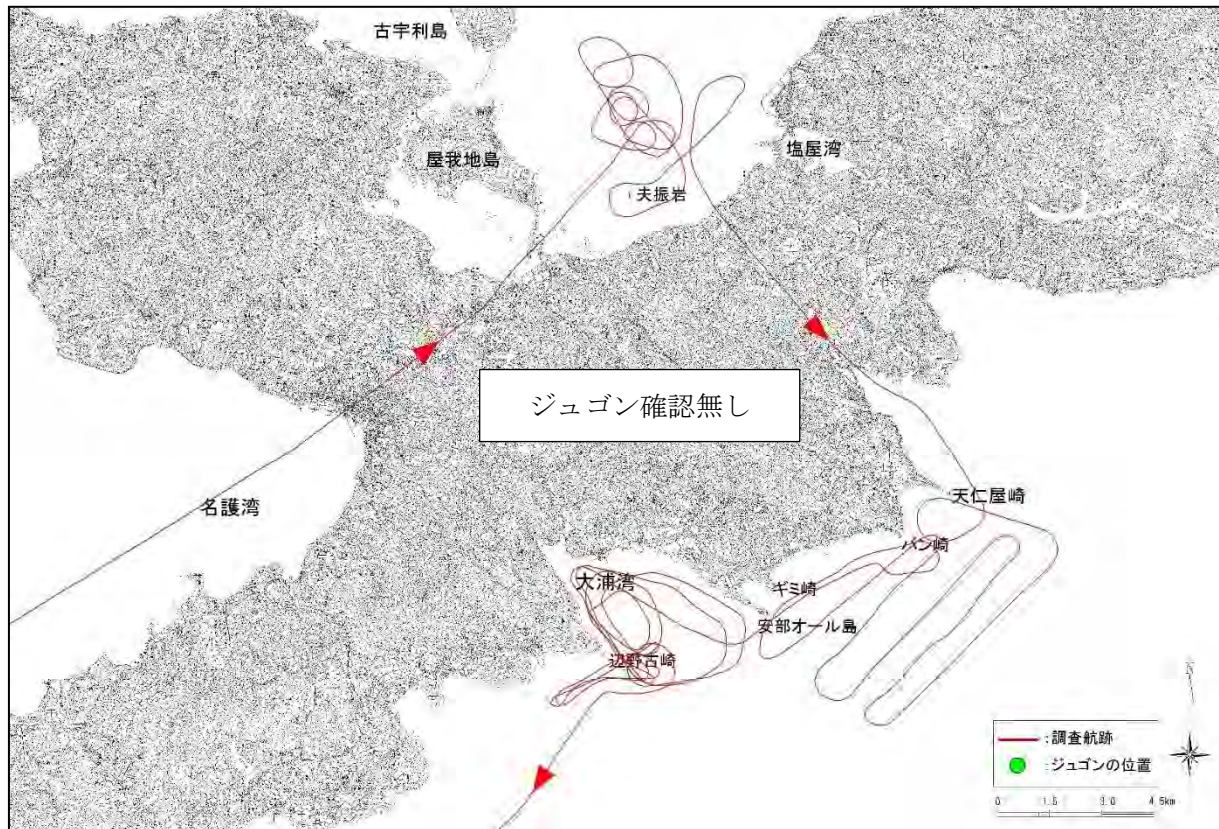 古宇利島
屋我地島
塩屋湾
夫振岩
ジュゴン確認無し
名護湾
天仁屋崎
バン崎
大浦湾
ギミ崎
安部オール島
辺野古崎
N
:調査航跡
:ジュゴンの位置
0 1.5 3.0 4.5km